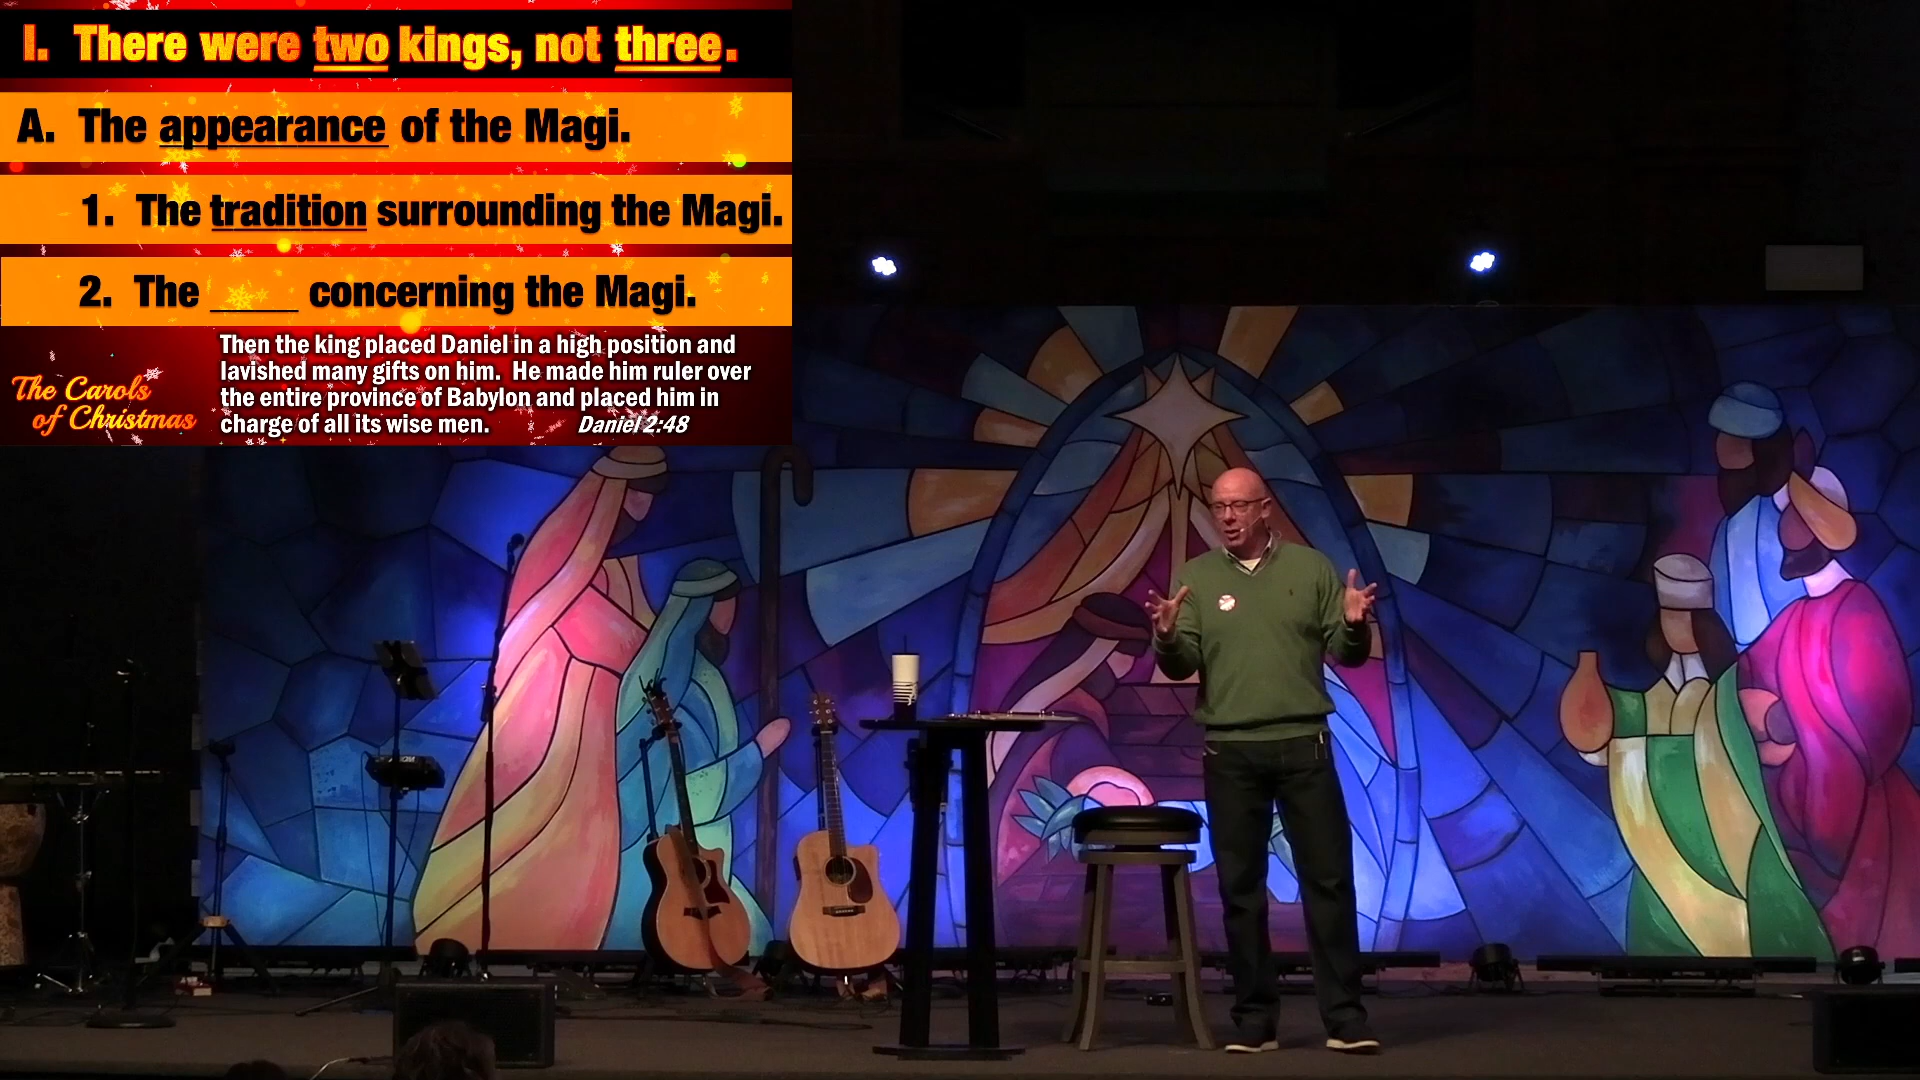 I. There were two kings, not three.
A. The appearance of the Magi.
1. The tradition surrounding the Magi.
2. The _____ concerning the Magi.
Then the king placed Daniel in a high position and
lavished many gifts on him. He made him ruler over
the entire province of Babylon and placed him in
charge of all its wise men.
Daniel 2:48
The Carols
of Christmas